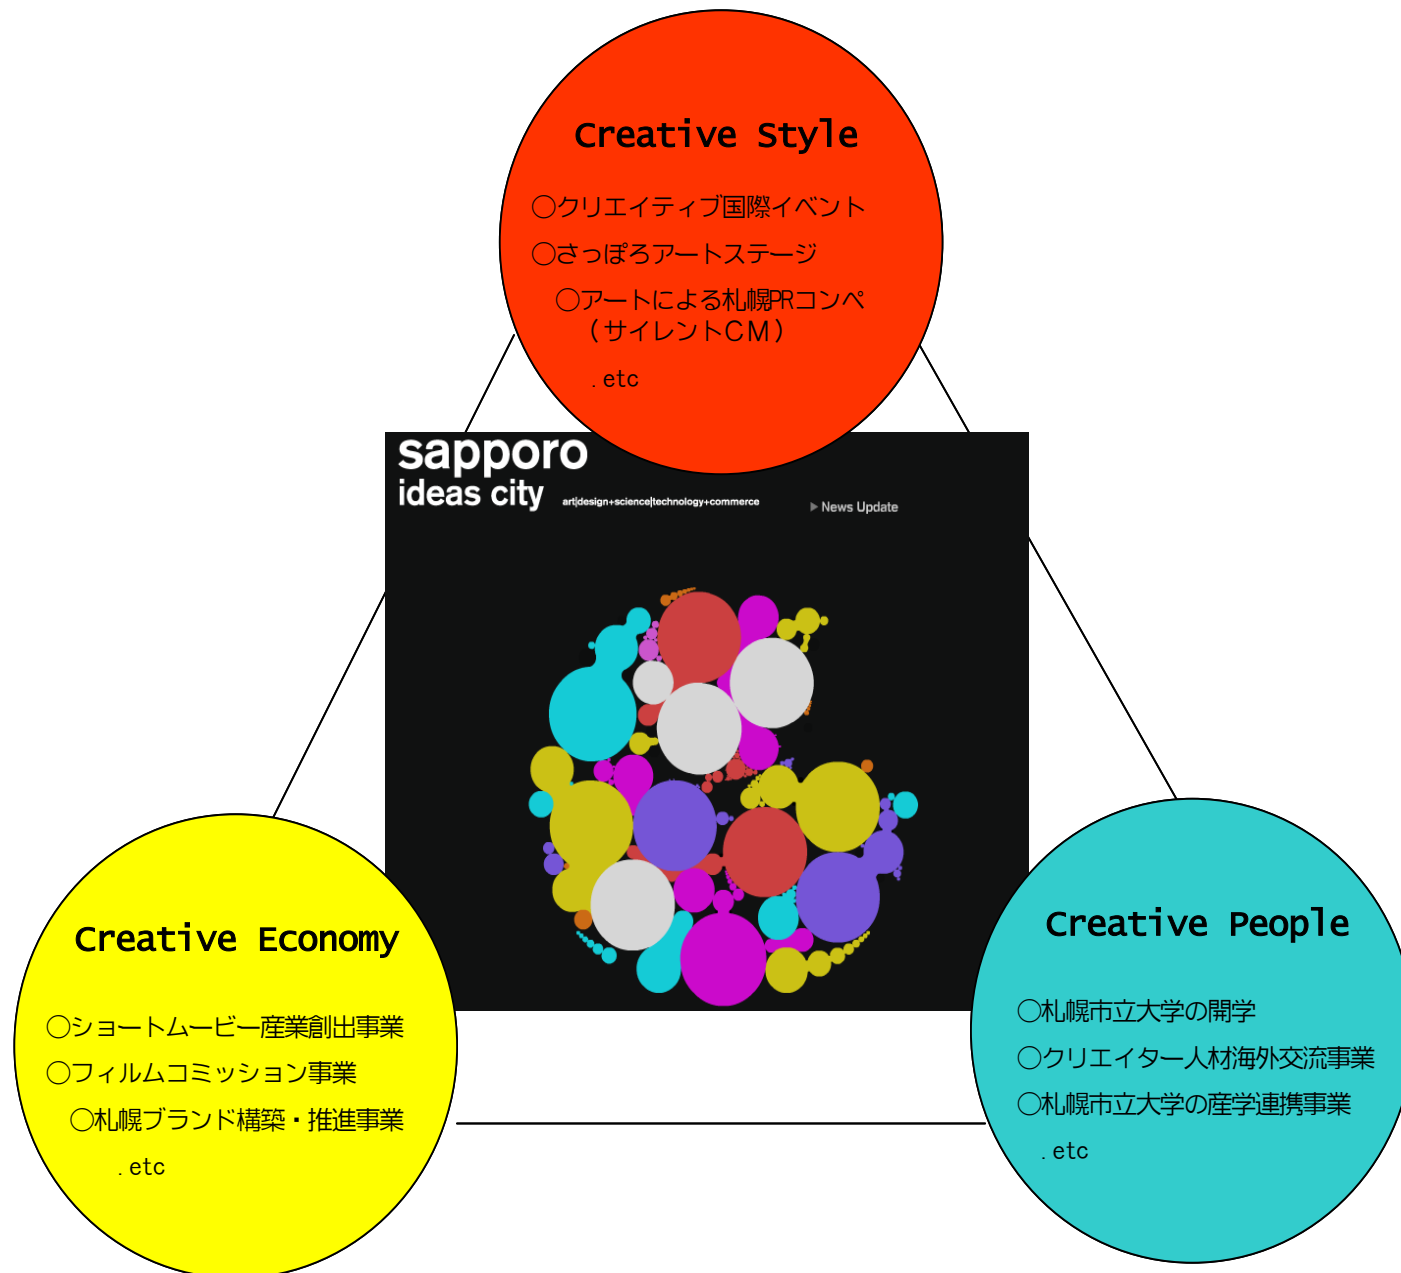 Creative Style
○クリエイティブ国際イベント
○さっぽろアートステージ
○アートによる札幌PRコンペ
（サイレントCM）
.etc
sapporo
ideas city
art|design+science|technology+commerce
▶ News Update
Creative Economy
○ショートムービー産業創出事業
○フィルムコミッション事業
○札幌ブランド構築・推進事業
.etc
Creative People
○札幌市立大学の開学
○クリエイター人材海外交流事業
○札幌市立大学の産学連携事業
.etc